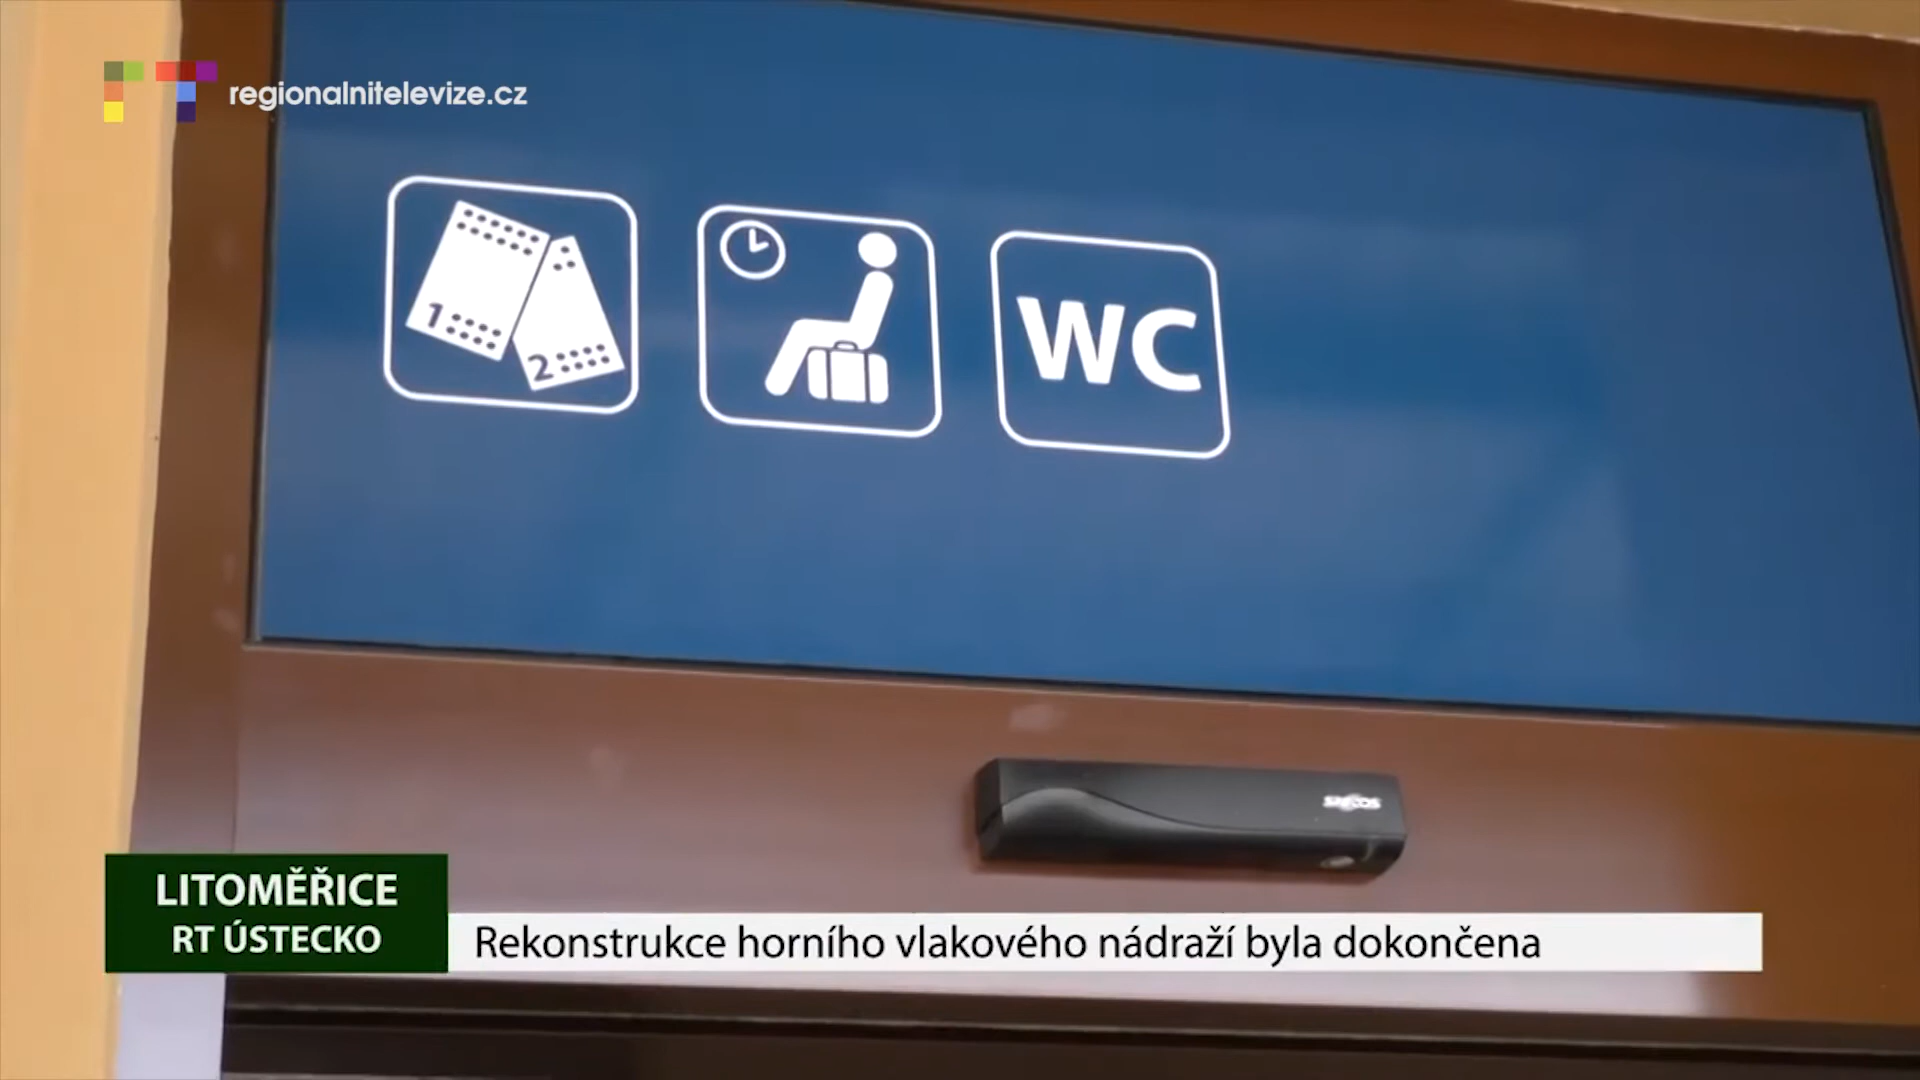 regionalnitelevize.cz
1
2
WC
LITOMĚŘICE
RT ÚSTECKO
Rekonstrukce horního vlakového nádraží byla dokončena